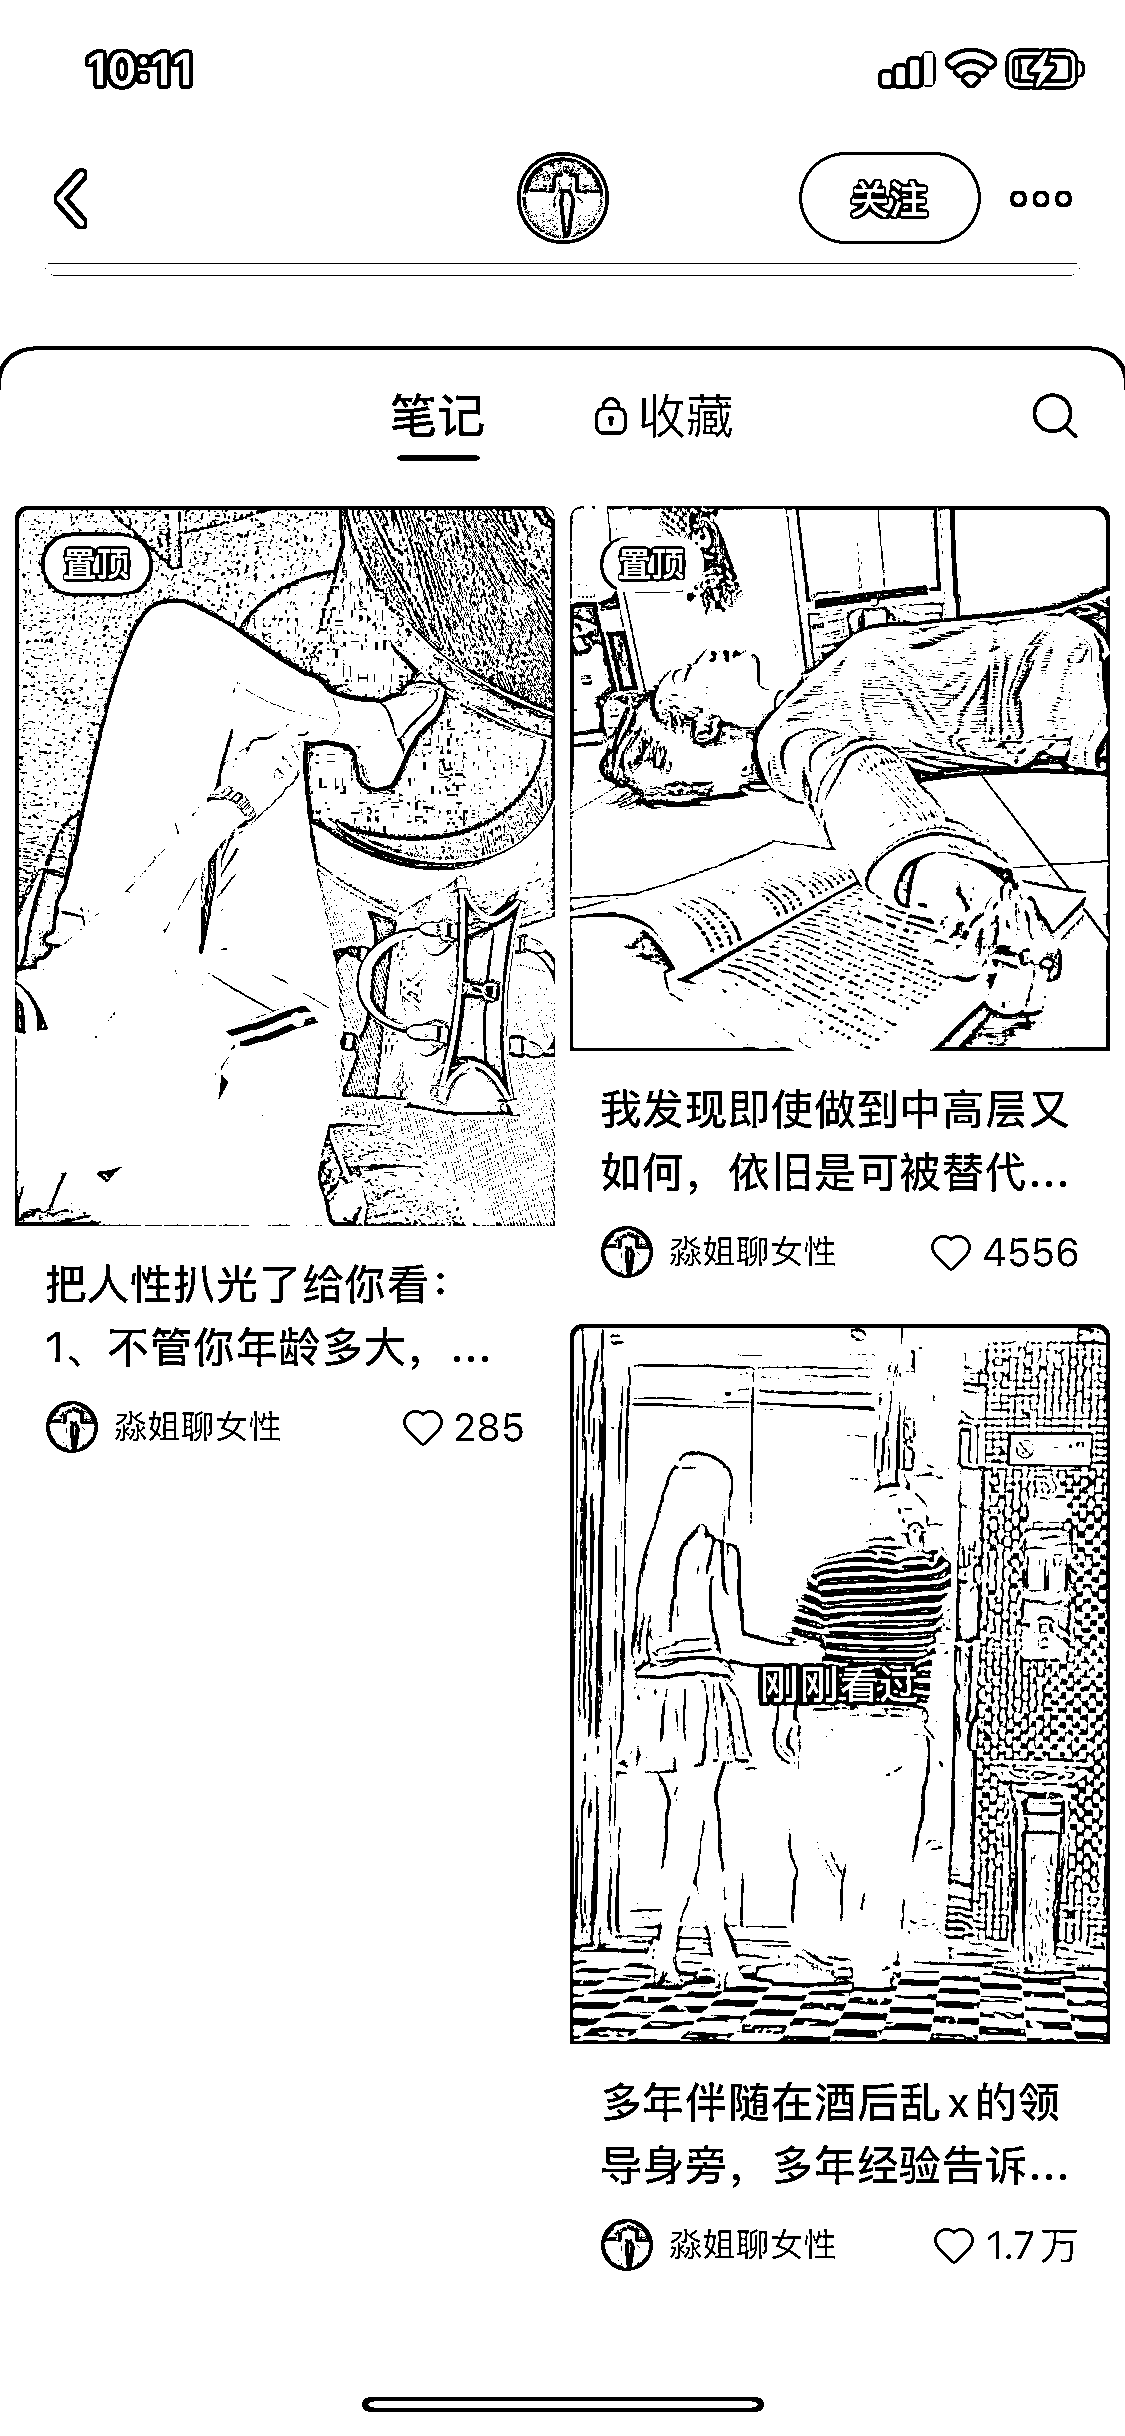 10:11
关注
笔记
收藏
置顶
把人性扒光了给你看：
1、不管你年龄多大，...
淼姐聊女性
285
置顶
我发现即使做到中高层又
如何，依旧是可被替代...
淼姐聊女性
4556
刚刚看过
多年伴随在酒后乱x的领
导身旁，多年经验告诉...
淼姐聊女性
1.7万